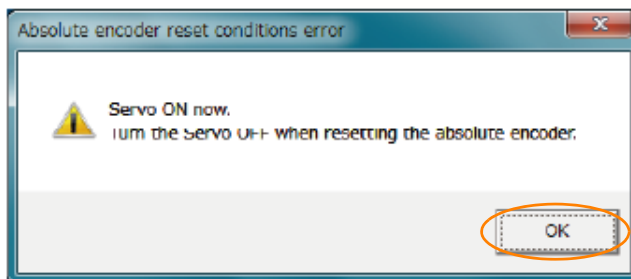 Absolute encoder reset conditions error
Servo ON now.
Turn the Servo OFF when resetting the absolute encoder.
OK